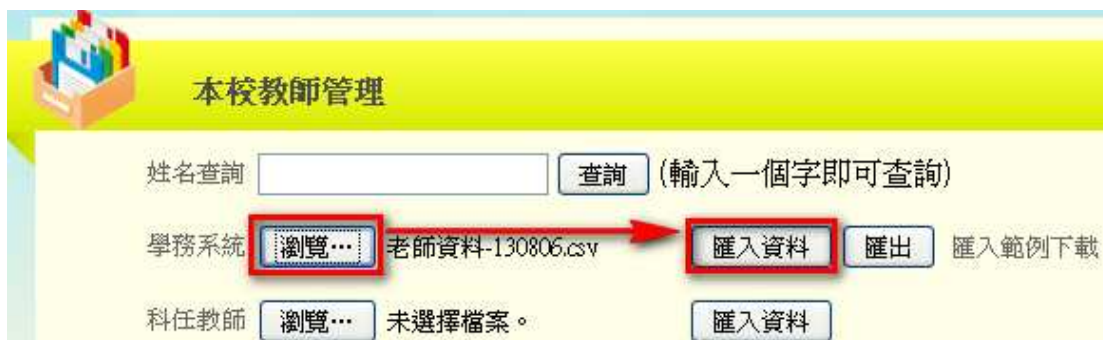 本校教師管理
姓名查詢 查詢 (輸入一個字即可查詢)
學務系統 瀏覽… 老師資料-130806.csv 匯入資料 匯出 匯入範例下載
科任教師 瀏覽… 未選擇檔案。 匯入資料